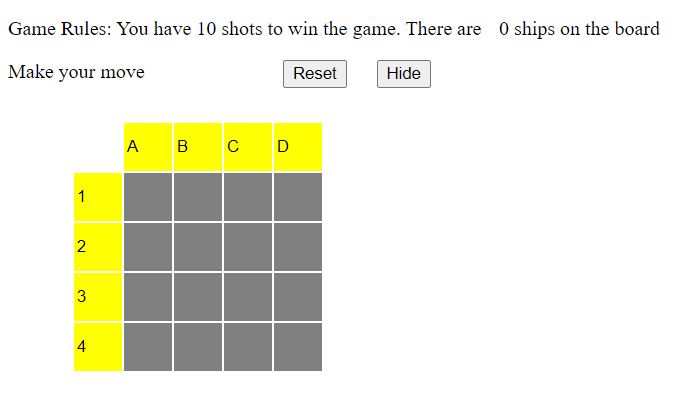 Game Rules: You have 10 shots to win the game. There are 0 ships on the board
Make your move Reset Hide
A B C D
1
2
3
4